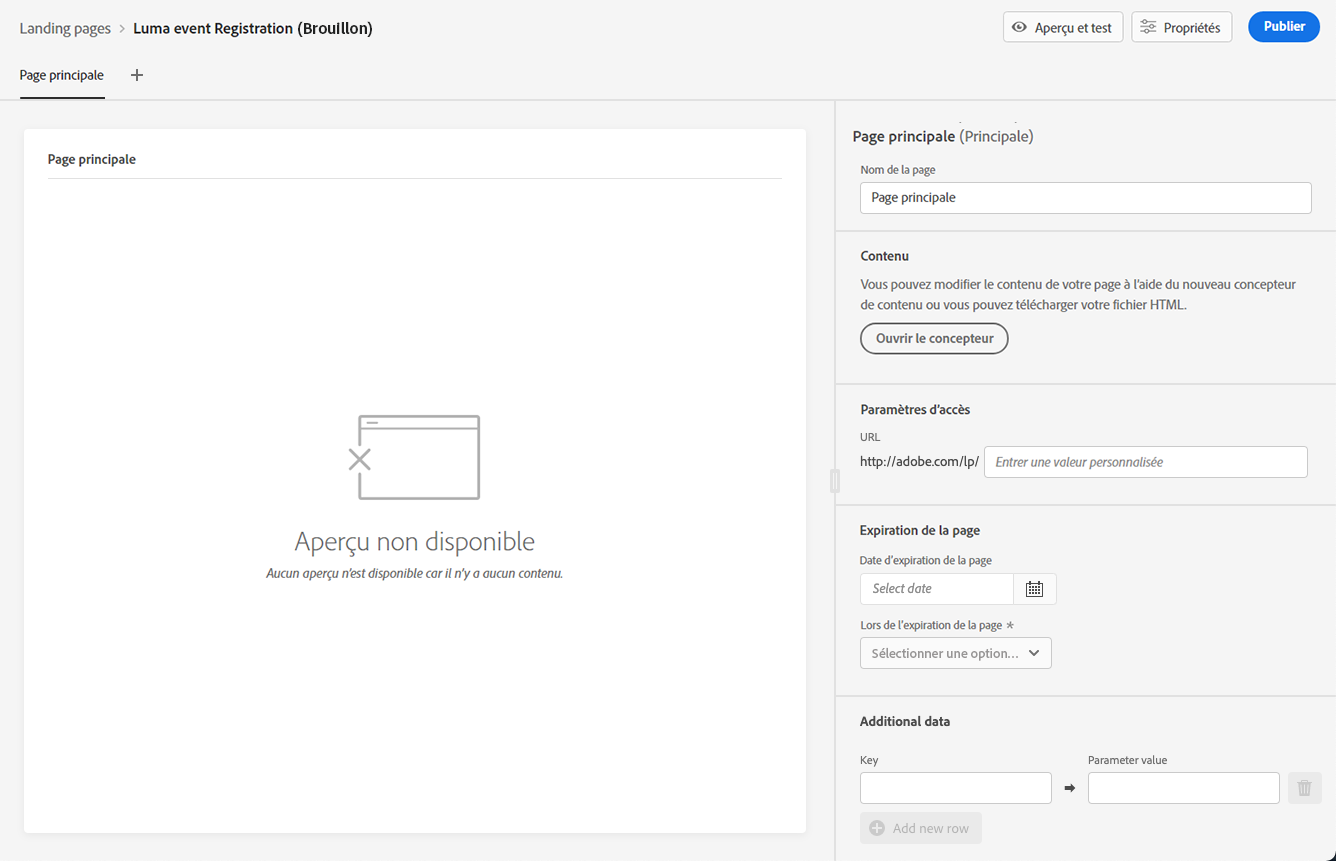 Landing pages > Luma event Registration (Brouillon)
Aperçu et test
Propriétés
Publier
Page principale
Page principale
Aperçu non disponible
Aucun aperçu n'est disponible car il n'y a aucun contenu.
Page principale (Principale)
Nom de la page
Page principale
Contenu
Vous pouvez modifier le contenu de votre page à l'aide du nouveau concepteur
de contenu ou vous pouvez télécharger votre fichier HTML.
Ouvrir le concepteur
Paramètres d'accès
URL
http://adobe.com/lp/ Entrer une valeur personnalisée
Expiration de la page
Date d'expiration de la page
Select date
Lors de l'expiration de la page *
Sélectionner une option...
Additional data
Key Parameter value
Add new row